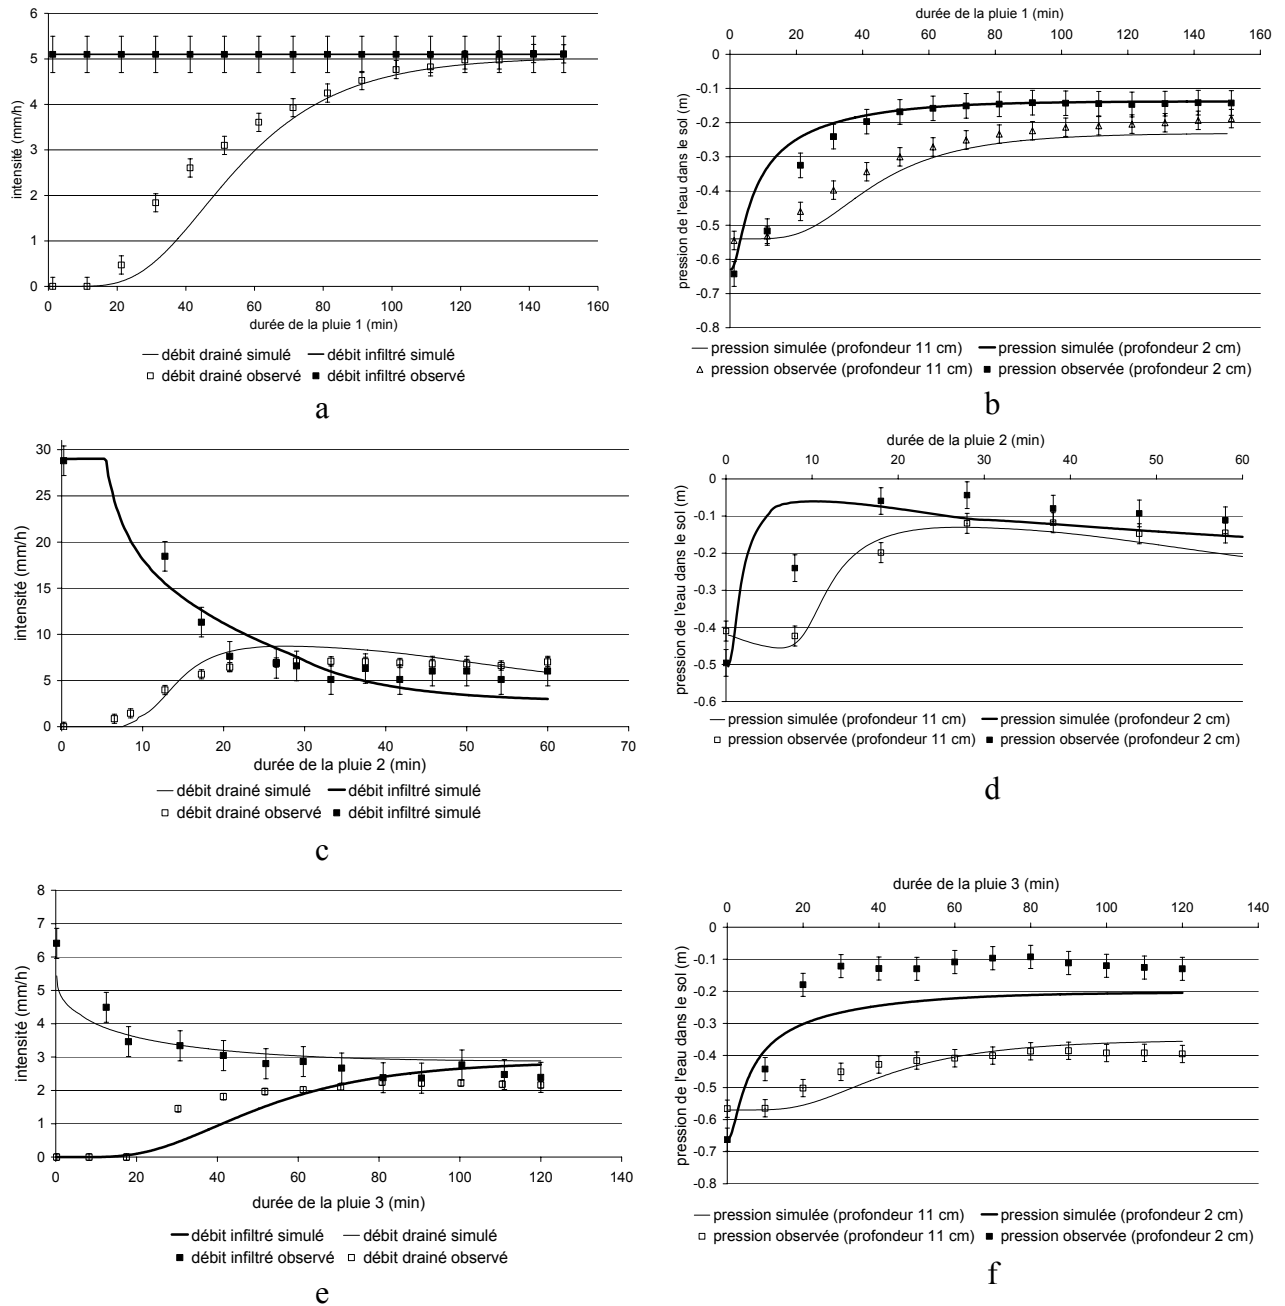 6
5
4
3
2
1
0
intensité (mm/h)
0 20 40 60 80 100 120 140 160
durée de la pluie 1 (min)
débit drainé simulé débit infiltré simulé
débit drainé observé débit infiltré observé
a
durée de la pluie 1 (min)
0 20 40 60 80 100 120 140 160
0
-0.1
-0.2
-0.3
-0.4
-0.5
-0.6
-0.7
-0.8
pression de l'eau dans le sol (m)
pression simulée (profondeur 11 cm) pression simulée (profondeur 2 cm)
pression observée (profondeur 11 cm) pression observée (profondeur 2 cm)
b
30
25
20
15
10
5
0
intensité (mm/h)
0 10 20 30 40 50 60 70
durée de la pluie 2 (min)
débit drainé simulé débit infiltré simulé
débit drainé observé débit infiltré simulé
c
durée de la pluie 2 (min)
0 10 20 30 40 50 60
0
-0.1
-0.2
-0.3
-0.4
-0.5
-0.6
pression de l'eau dans le sol (m)
pression simulée (profondeur 11 cm) pression simulée (profondeur 2 cm)
pression observée (profondeur 11 cm) pression observée (profondeur 2 cm)
d
8
7
6
5
4
3
2
1
0
intensité (mm/h)
0 20 40 60 80 100 120 140
durée de la pluie 3 (min)
débit infiltré simulé débit drainé simulé
débit infiltré observé débit drainé observé
e
durée de la pluie 3 (min)
0 20 40 60 80 100 120 140
0
-0.1
-0.2
-0.3
-0.4
-0.5
-0.6
-0.7
-0.8
pression de l'eau dans le sol (m)
pression simulée (profondeur 11 cm) pression simulée (profondeur 2 cm)
pression observée (profondeur 11 cm) pression observée (profondeur 2 cm)
f